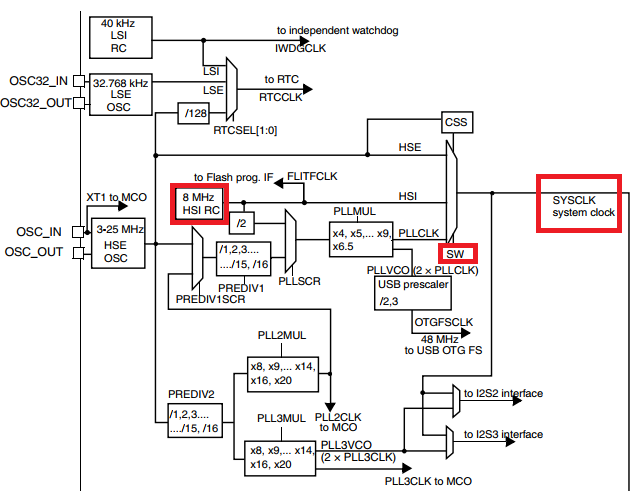 40 kHz
LSI
RC
to independent watchdog
IWDGCLK
OSC32_IN
OSC32_OUT
32.768 kHz
LSE
OSC
LSI
LSE
to RTC
RTCCLK
/128
RTCSEL[1:0]
CSS
HSE
to Flash prog. IF
FLITFCLK
8 MHz
HSI RC
HSI
/2
XT1 to MCO
OSC_IN
OSC_OUT
3-25 MHz
HSE
OSC
PLLMUL
x4, x5,... x9,
x6.5
PLLCLK
SW
SYSCLK
system clock
/1,2,3....
..../15, /16
PREDIV1
PREDIV1SCR
PLLSCR
PLLVCO (2 × PLLCLK)
USB prescaler
/2,3
OTGFSCLK
48 MHz
to USB OTG FS
PLL2MUL
x8, x9,... x14,
x16, x20
PLL2CLK
to MCO
PREDIV2
/1,2,3....
..../15, /16
PLL3MUL
x8, x9,... x14,
x16, x20
PLL3VCO
(2 × PLL3CLK)
PLL3CLK to MCO
to I2S2 interface
to I2S3 interface